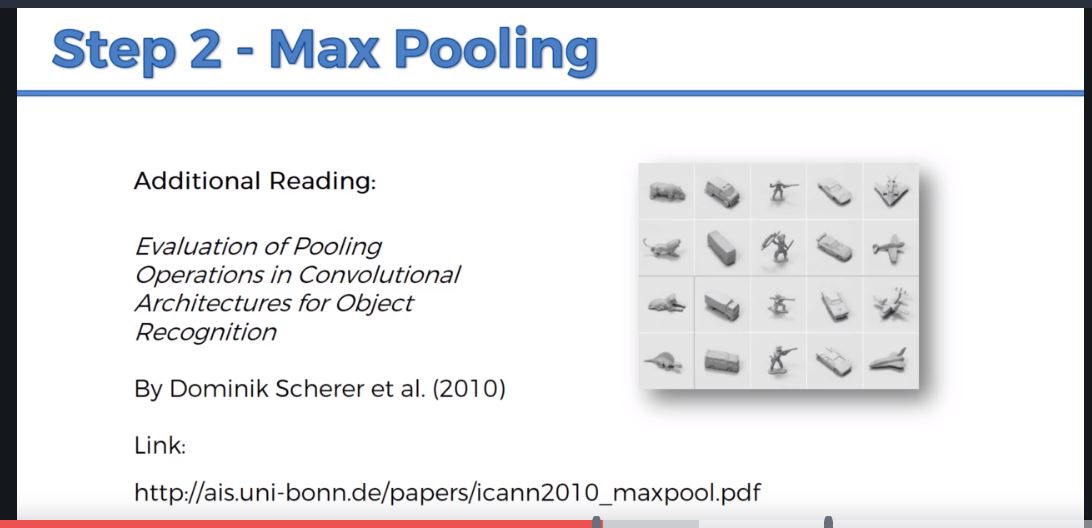 Step 2 - Max Pooling
Additional Reading:
Evaluation of Pooling
Operations in Convolutional
Architectures for Object
Recognition
By Dominik Scherer et al. (2010)
Link:
http://ais.uni-bonn.de/papers/icann2010_maxpool.pdf